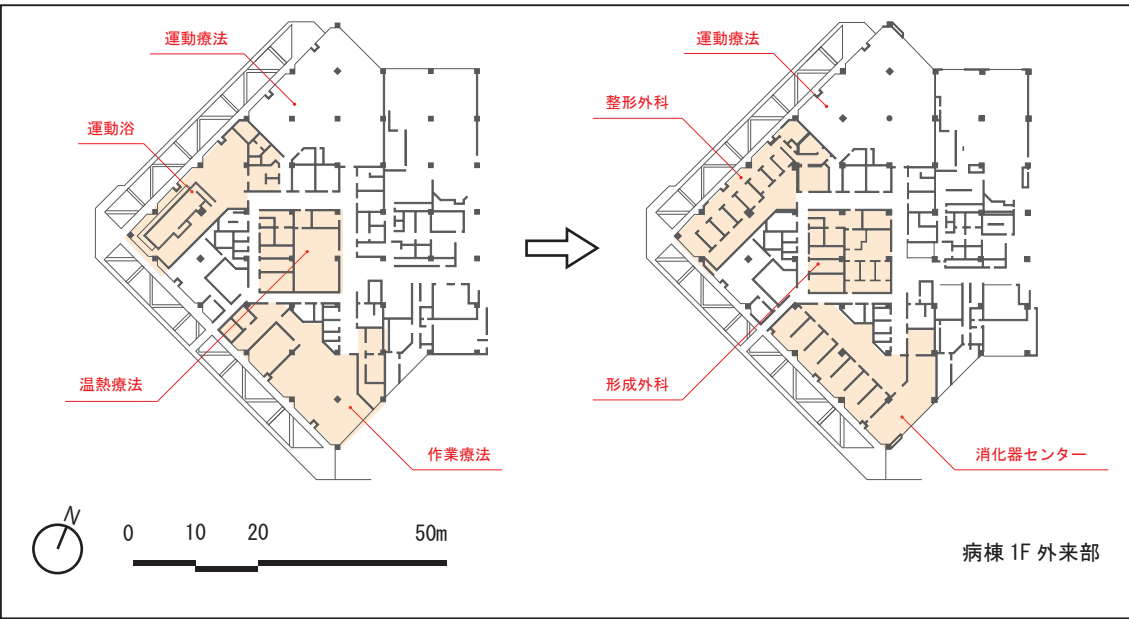 運動療法
運動浴
温熱療法
作業療法
運動療法
整形外科
形成外科
消化器センター
N
0 10 20 50m
病棟 1F 外来部